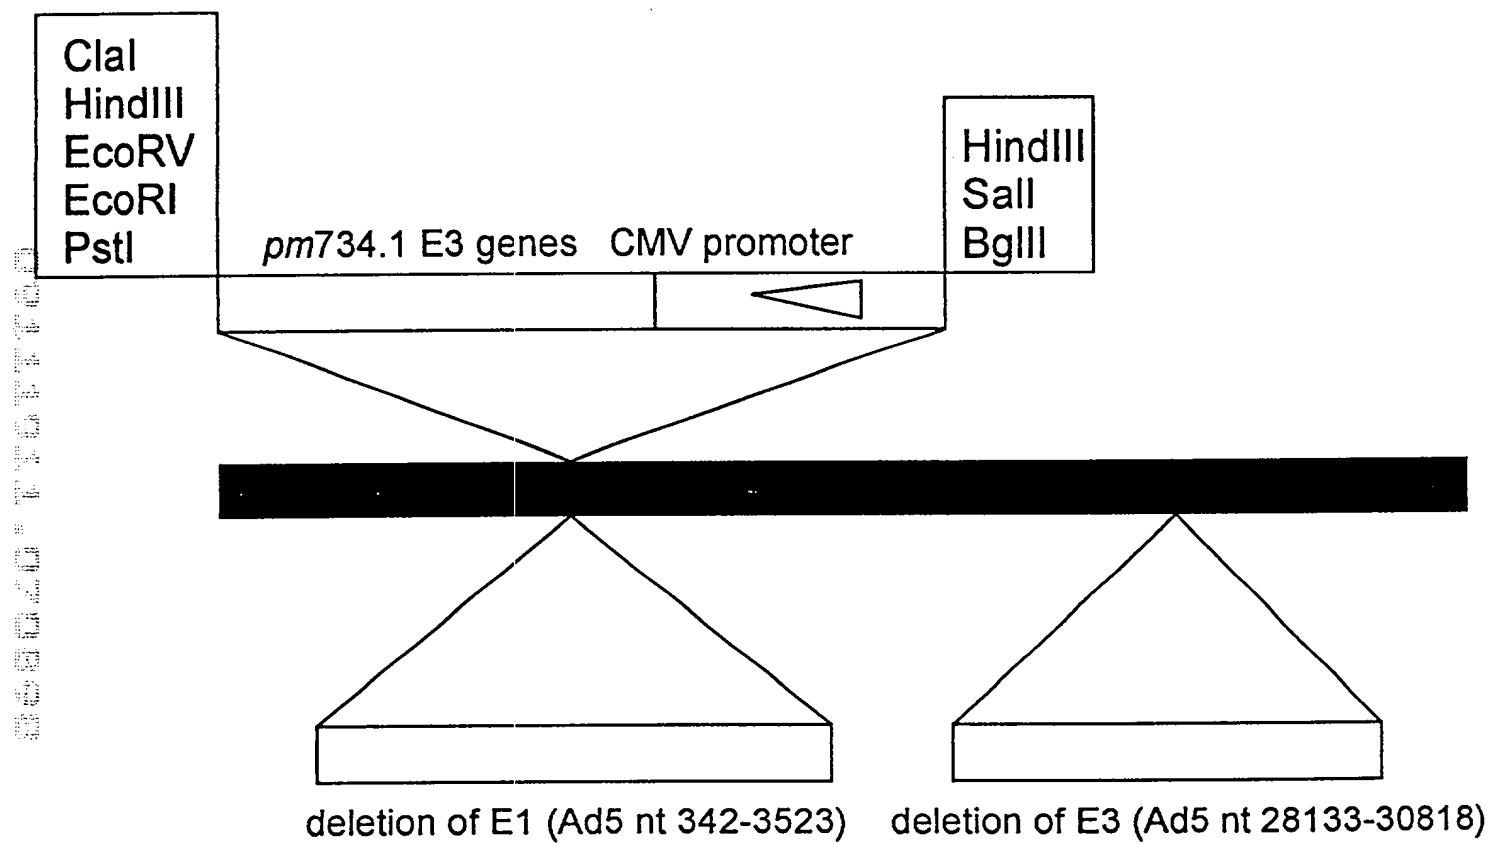 ClaI
HindIII
EcoRV
EcoRI
PstI
HindIII
SalI
BglII
pm734.1 E3 genes CMV promoter
deletion of E1 (Ad5 nt 342-3523) deletion of E3 (Ad5 nt 28133-30818)